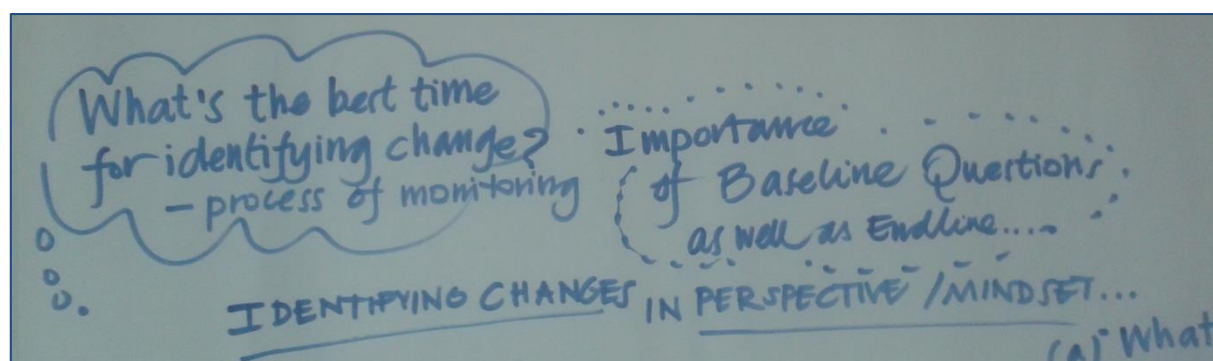 What's the best time
for identifying change?
– process of monitoring
Importance
of Baseline Questions
as well as Endline....
IDENTIFYING CHANGES IN PERSPECTIVE / MINDSET...
(a) What